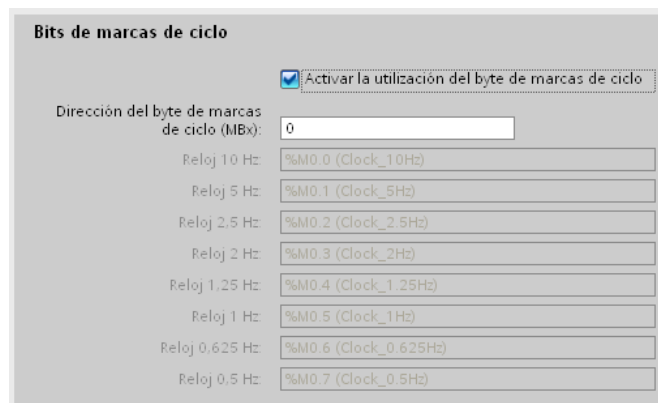 Bits de marcas de ciclo
Activar la utilización del byte de marcas de ciclo
Dirección del byte de marcas
de ciclo (MBx): 0
Reloj 10 Hz: %M0.0 (Clock_10Hz)
Reloj 5 Hz: %M0.1 (Clock_5Hz)
Reloj 2,5 Hz: %M0.2 (Clock_2.5Hz)
Reloj 2 Hz: %M0.3 (Clock_2Hz)
Reloj 1,25 Hz: %M0.4 (Clock_1.25Hz)
Reloj 1 Hz: %M0.5 (Clock_1Hz)
Reloj 0,625 Hz: %M0.6 (Clock_0.625Hz)
Reloj 0,5 Hz: %M0.7 (Clock_0.5Hz)